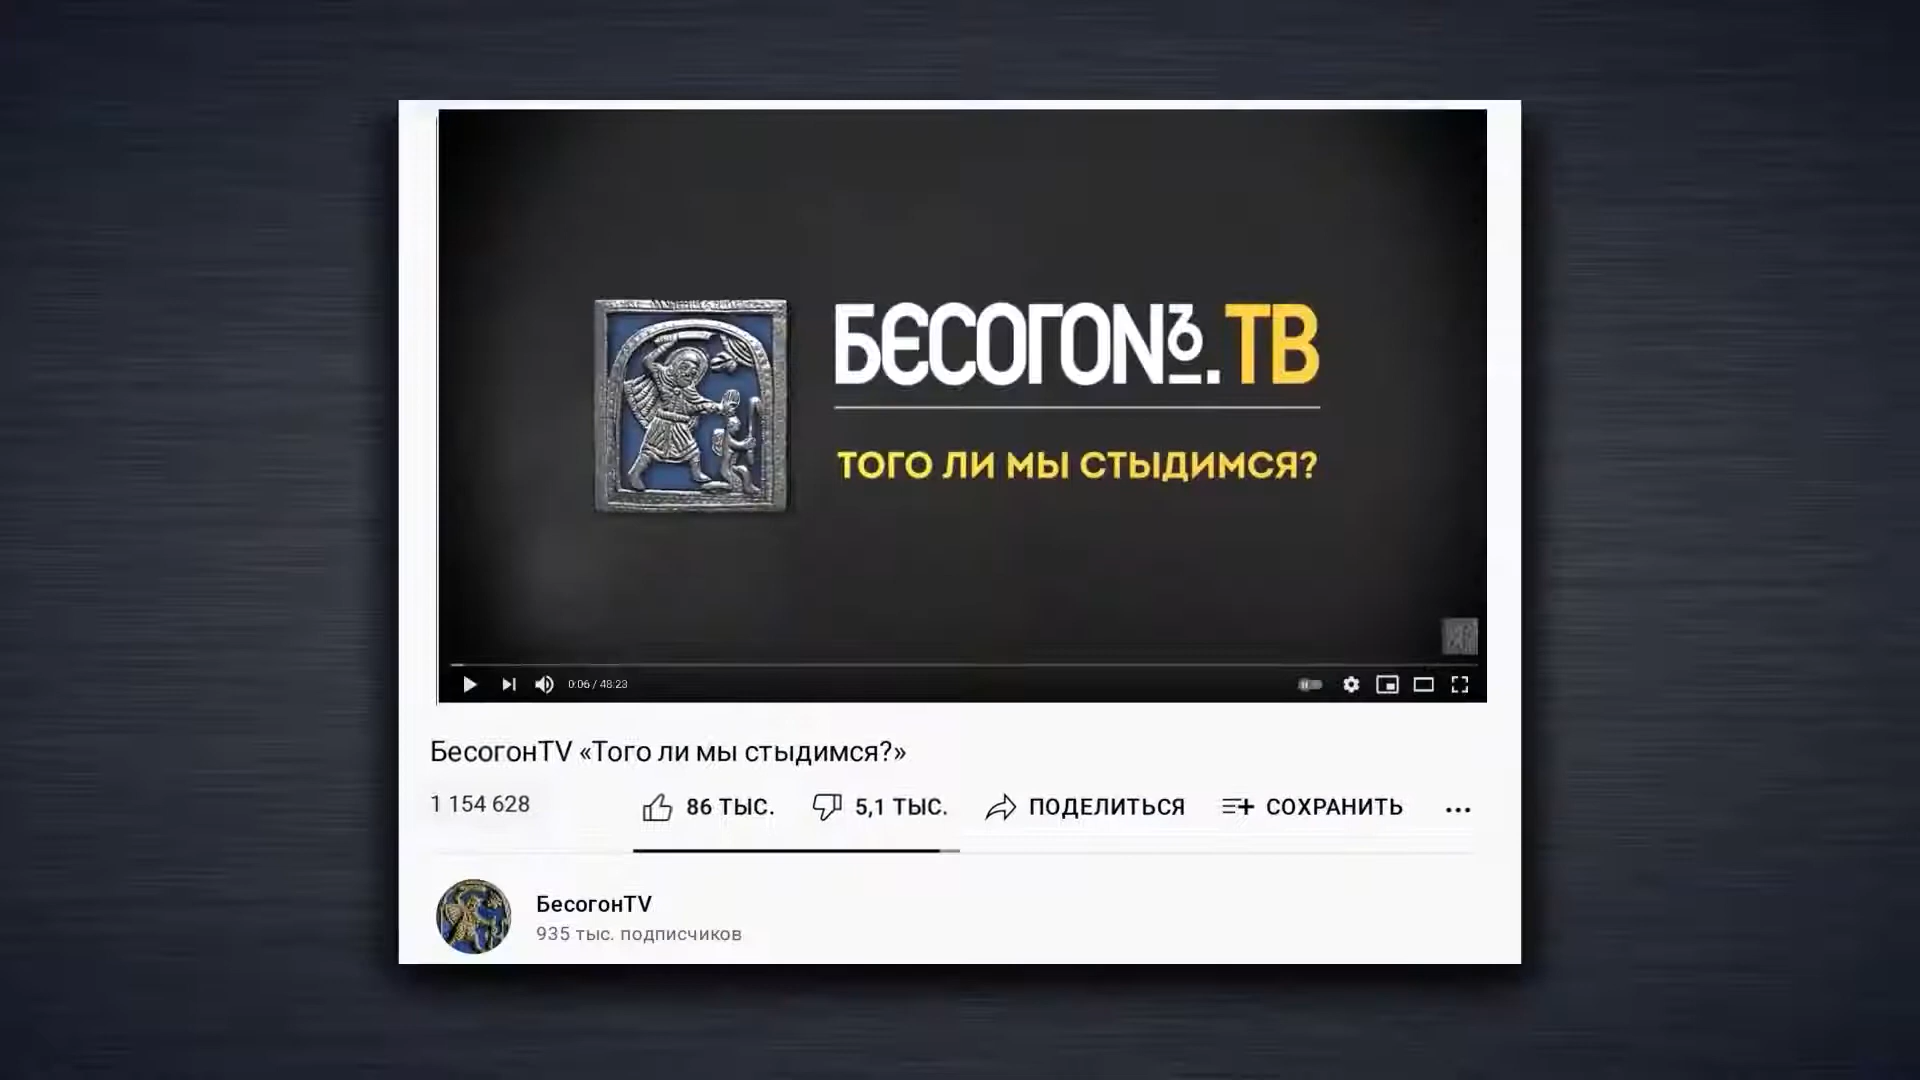 БЕСОГОNЪ.ТВ
ТОГО ЛИ МЫ СТЫДИМСЯ?
0:06 / 48:23
БесогонTV «Того ли мы стыдимся?»
1 154 628
86 ТЫС.
5,1 ТЫС.
ПОДЕЛИТЬСЯ
СОХРАНИТЬ
БесогонTV
935 тыс. подписчиков